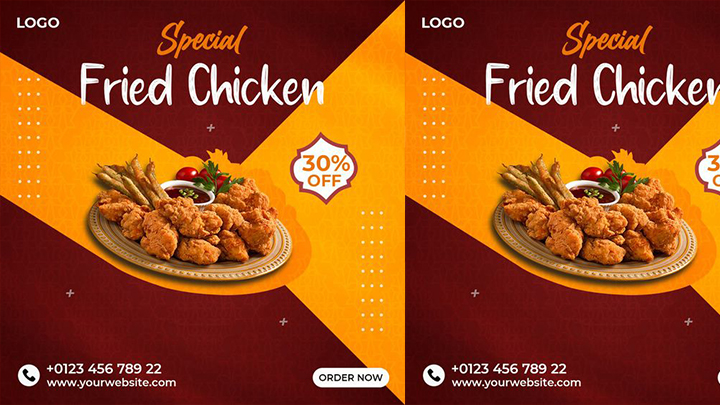 LOGO
Special
Fried Chicken
30%
OFF
+0123 456 789 22
www.yourwebsite.com
ORDER NOW
LOGO
Special
Fried Chicken
3
+0123 456 789 22
www.yourwebsite.com